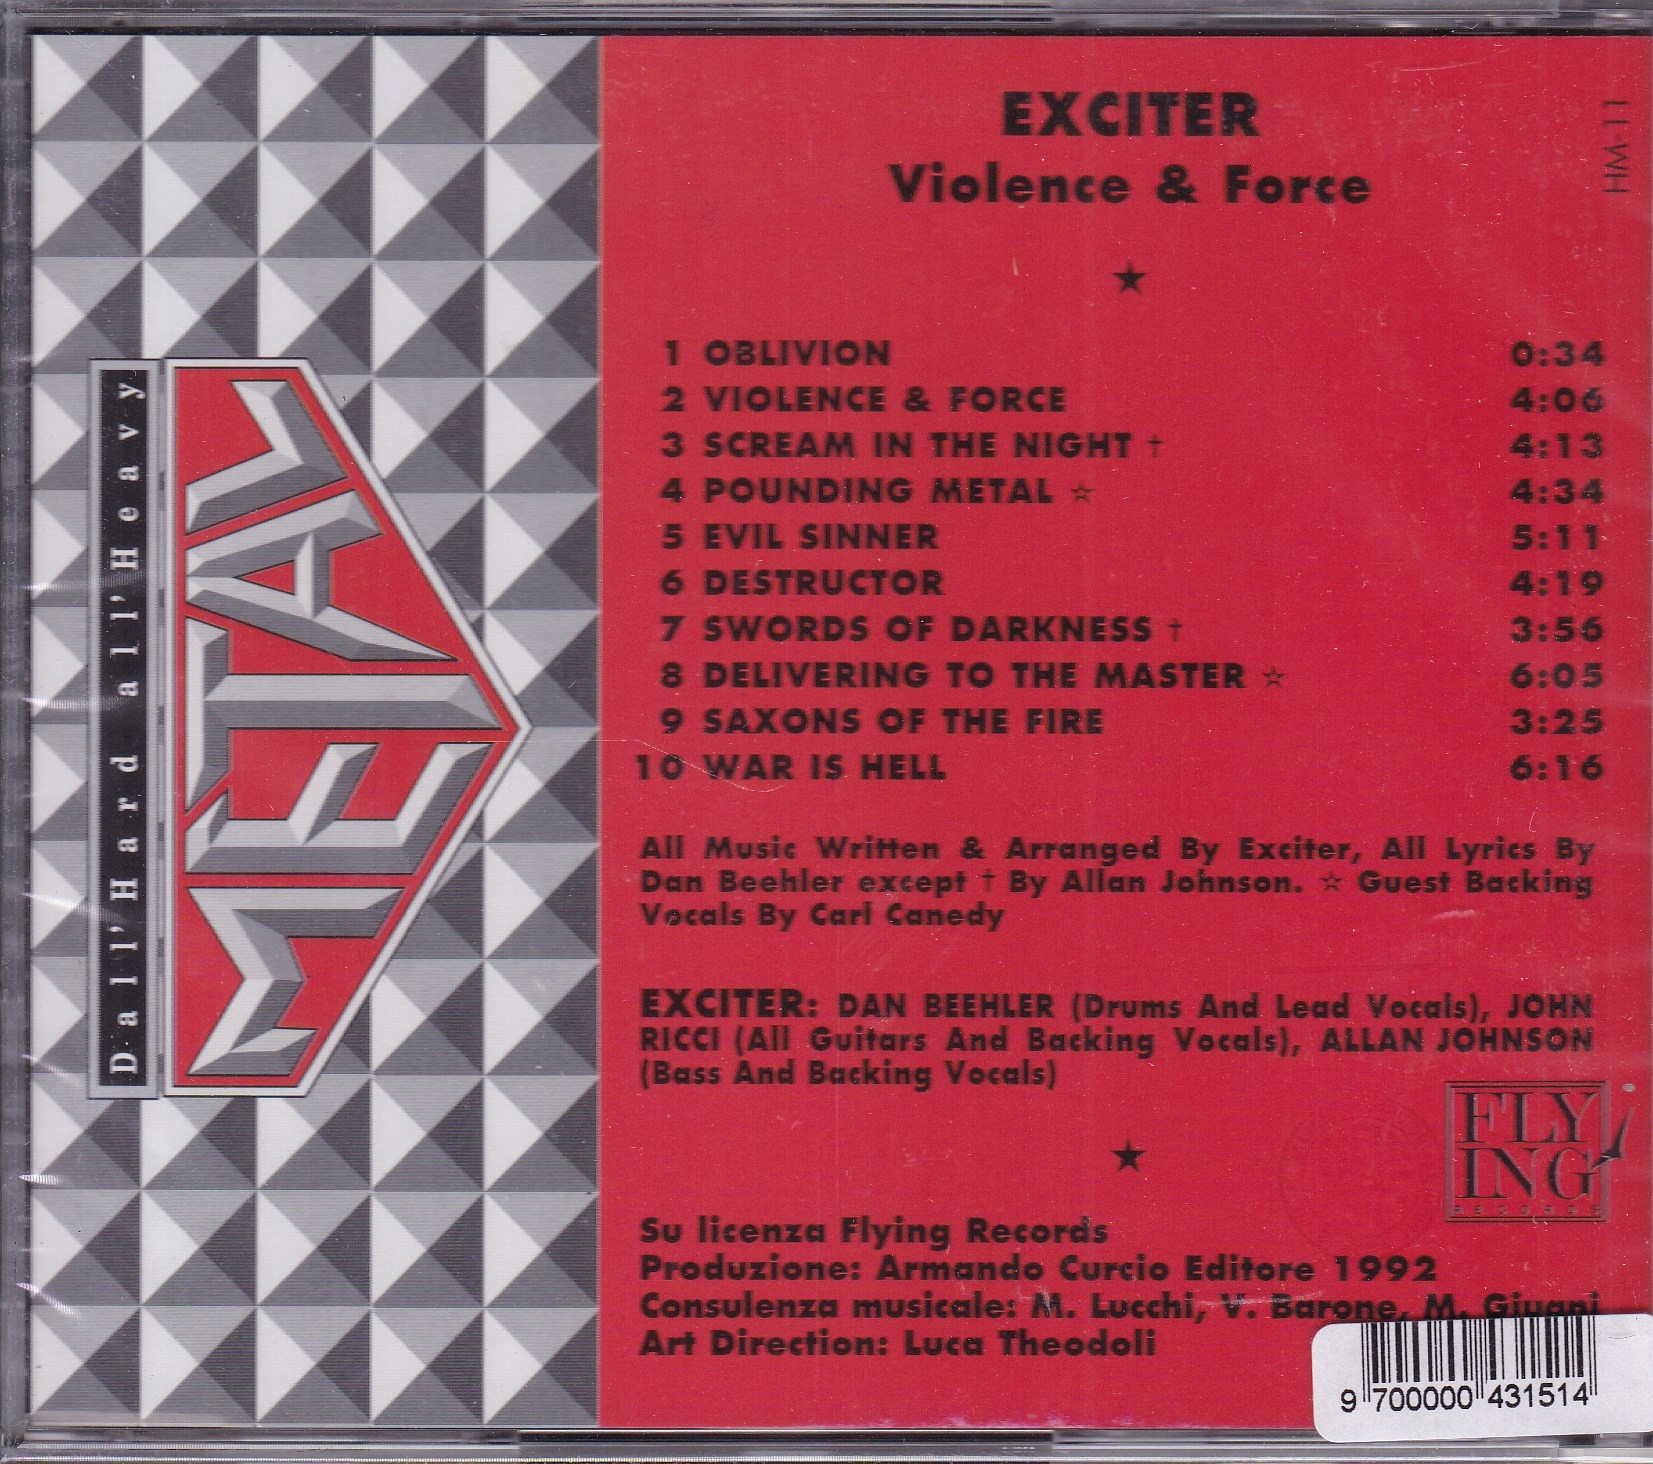 Dall'Hard all'Heavy
METAL
HM-11
EXCITER
Violence & Force
★
1 OBLIVION 0:34
2 VIOLENCE & FORCE 4:06
3 SCREAM IN THE NIGHT † 4:13
4 POUNDING METAL ☆ 4:34
5 EVIL SINNER 5:11
6 DESTRUCTOR 4:19
7 SWORDS OF DARKNESS † 3:56
8 DELIVERING TO THE MASTER ☆ 6:05
9 SAXONS OF THE FIRE 3:25
10 WAR IS HELL 6:16
All Music Written & Arranged By Exciter, All Lyrics By
Dan Beehler except † By Allan Johnson. ☆ Guest Backing
Vocals By Carl Canedy
EXCITER: DAN BEEHLER (Drums And Lead Vocals), JOHN
RICCI (All Guitars And Backing Vocals), ALLAN JOHNSON
(Bass And Backing Vocals)
★
FLY
ING
RECORDS
Su licenza Flying Records
Produzione: Armando Curcio Editore 1992
Consulenza musicale: M. Lucchi, V. Barone, M.
Art Direction: Luca Theodoli
9 700000 431514